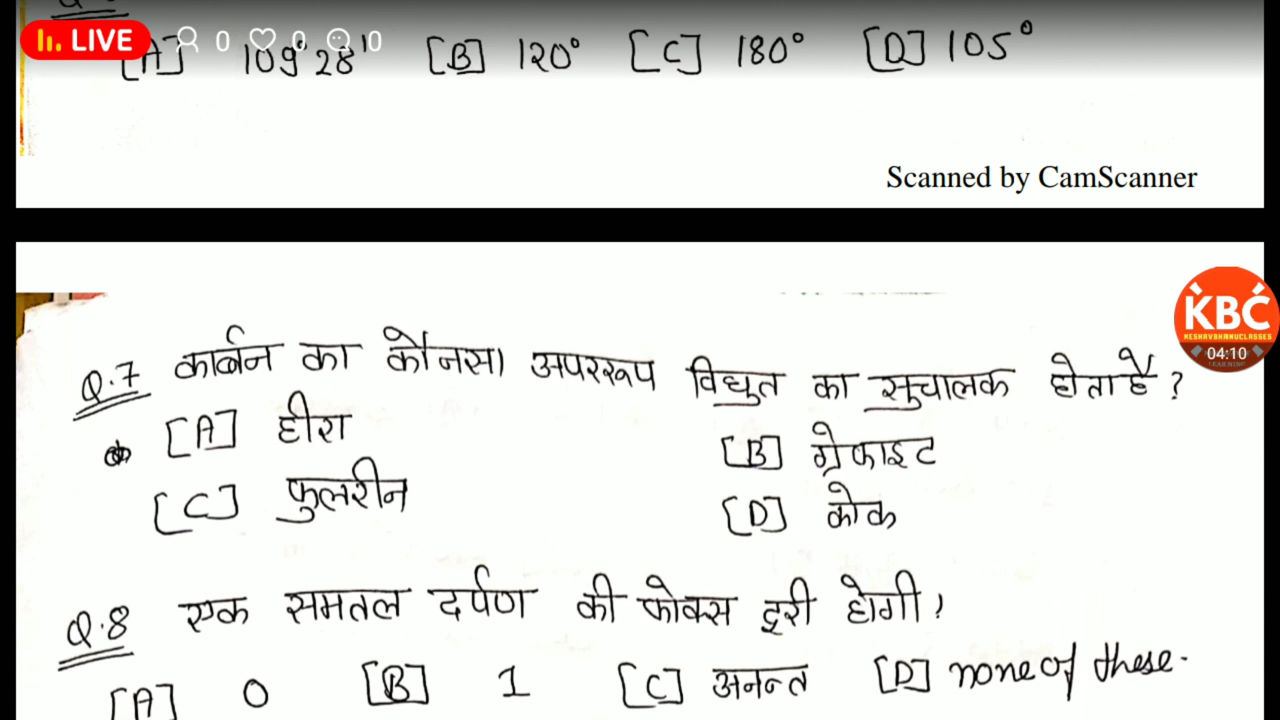 LIVE 0 0 0
[A] 109°28' [B] 120° [C] 180° [D] 105°
Scanned by CamScanner
KBC
KESHAVBHANUCLASSES
04:10
Q.7 कार्बन का कौनसा अपररूप विधुत का सुचालक होता है ?
[A] हीरा [B] ग्रेफाइट
[C] फुलरीन [D] कोक
Q.8 एक समतल दर्पण की फोक्स दूरी होगी ?
[A] 0 [B] 1 [C] अनन्त [D] none of these.